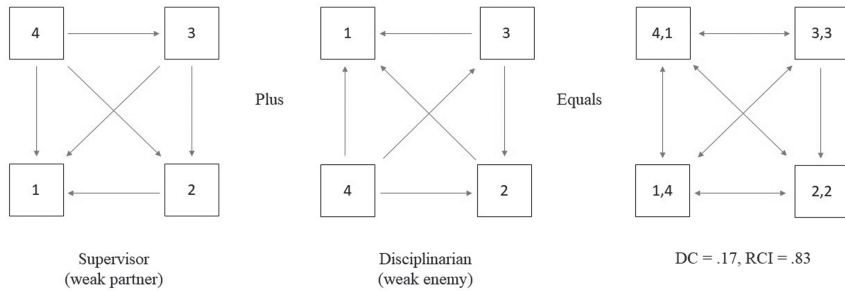 4 3 1 3 4,1 3,3
Plus Equals
1 2 4 2 1,4 2,2
Supervisor Disciplinarian DC = .17, RCI = .83
(weak partner) (weak enemy)